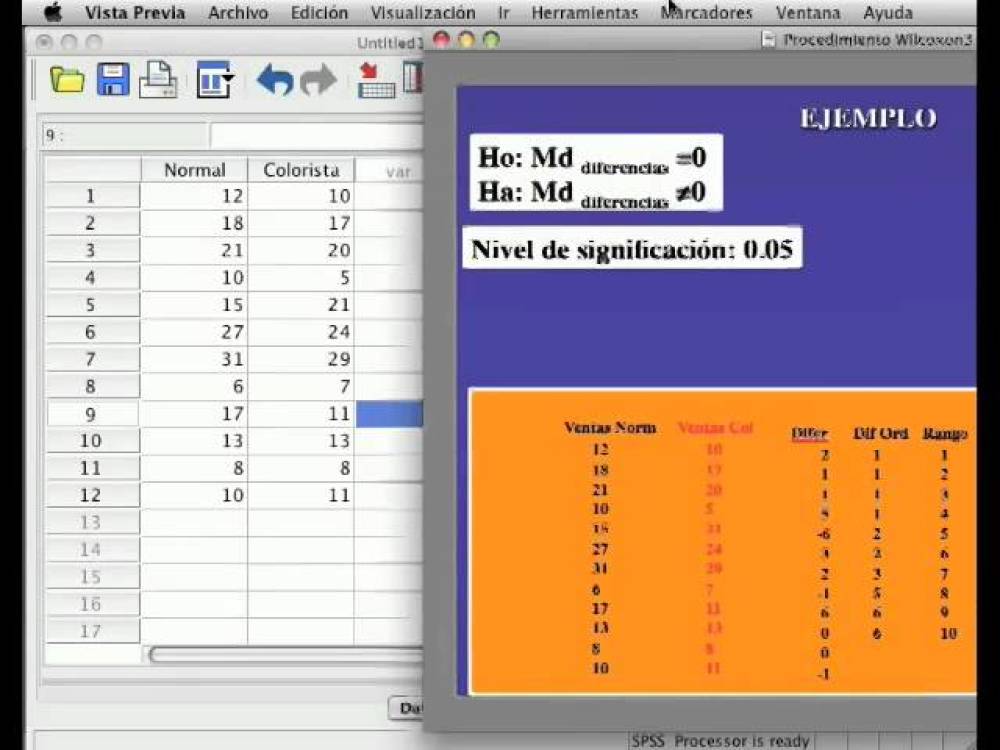 Vista Previa Archivo Edición Visualización Ir Herramientas Marcadores Ventana Ayuda
Untitled
Procedimiento Wilcoxon3
9 :
Normal Colorista var
1 12 10
2 18 17
3 21 20
4 10 5
5 15 21
6 27 24
7 31 29
8 6 7
9 17 11
10 13 13
11 8 8
12 10 11
13
14
15
16
17
Da
SPSS Processor is ready
EJEMPLO
Ho: Md diferencias =0
Ha: Md diferencias ≠0
Nivel de significación: 0.05
Ventas Norm Ventas Col Difer Dif Ord Rango
12 10 2 1 1
18 17 1 1 2
21 20 1 1 3
10 5 5 1 4
15 21 -6 2 5
27 24 3 2 6
31 29 2 3 7
6 7 -1 5 8
17 11 6 6 9
13 13 0 6 10
8 8 0
10 11 -1